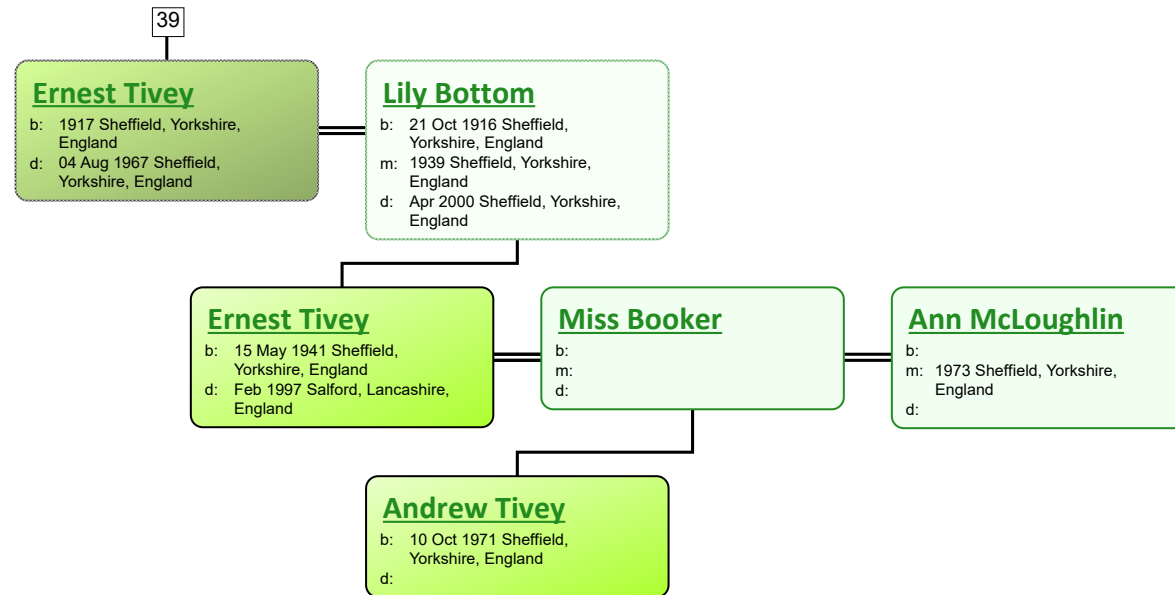 39
Ernest Tivey
b: 1917 Sheffield, Yorkshire,
England
d: 04 Aug 1967 Sheffield,
Yorkshire, England
Lily Bottom
b: 21 Oct 1916 Sheffield,
Yorkshire, England
m: 1939 Sheffield, Yorkshire,
England
d: Apr 2000 Sheffield, Yorkshire,
England
Ernest Tivey
b: 15 May 1941 Sheffield,
Yorkshire, England
d: Feb 1997 Salford, Lancashire,
England
Miss Booker
b:
m:
d:
Ann McLoughlin
b:
m: 1973 Sheffield, Yorkshire,
England
d:
Andrew Tivey
b: 10 Oct 1971 Sheffield,
Yorkshire, England
d: